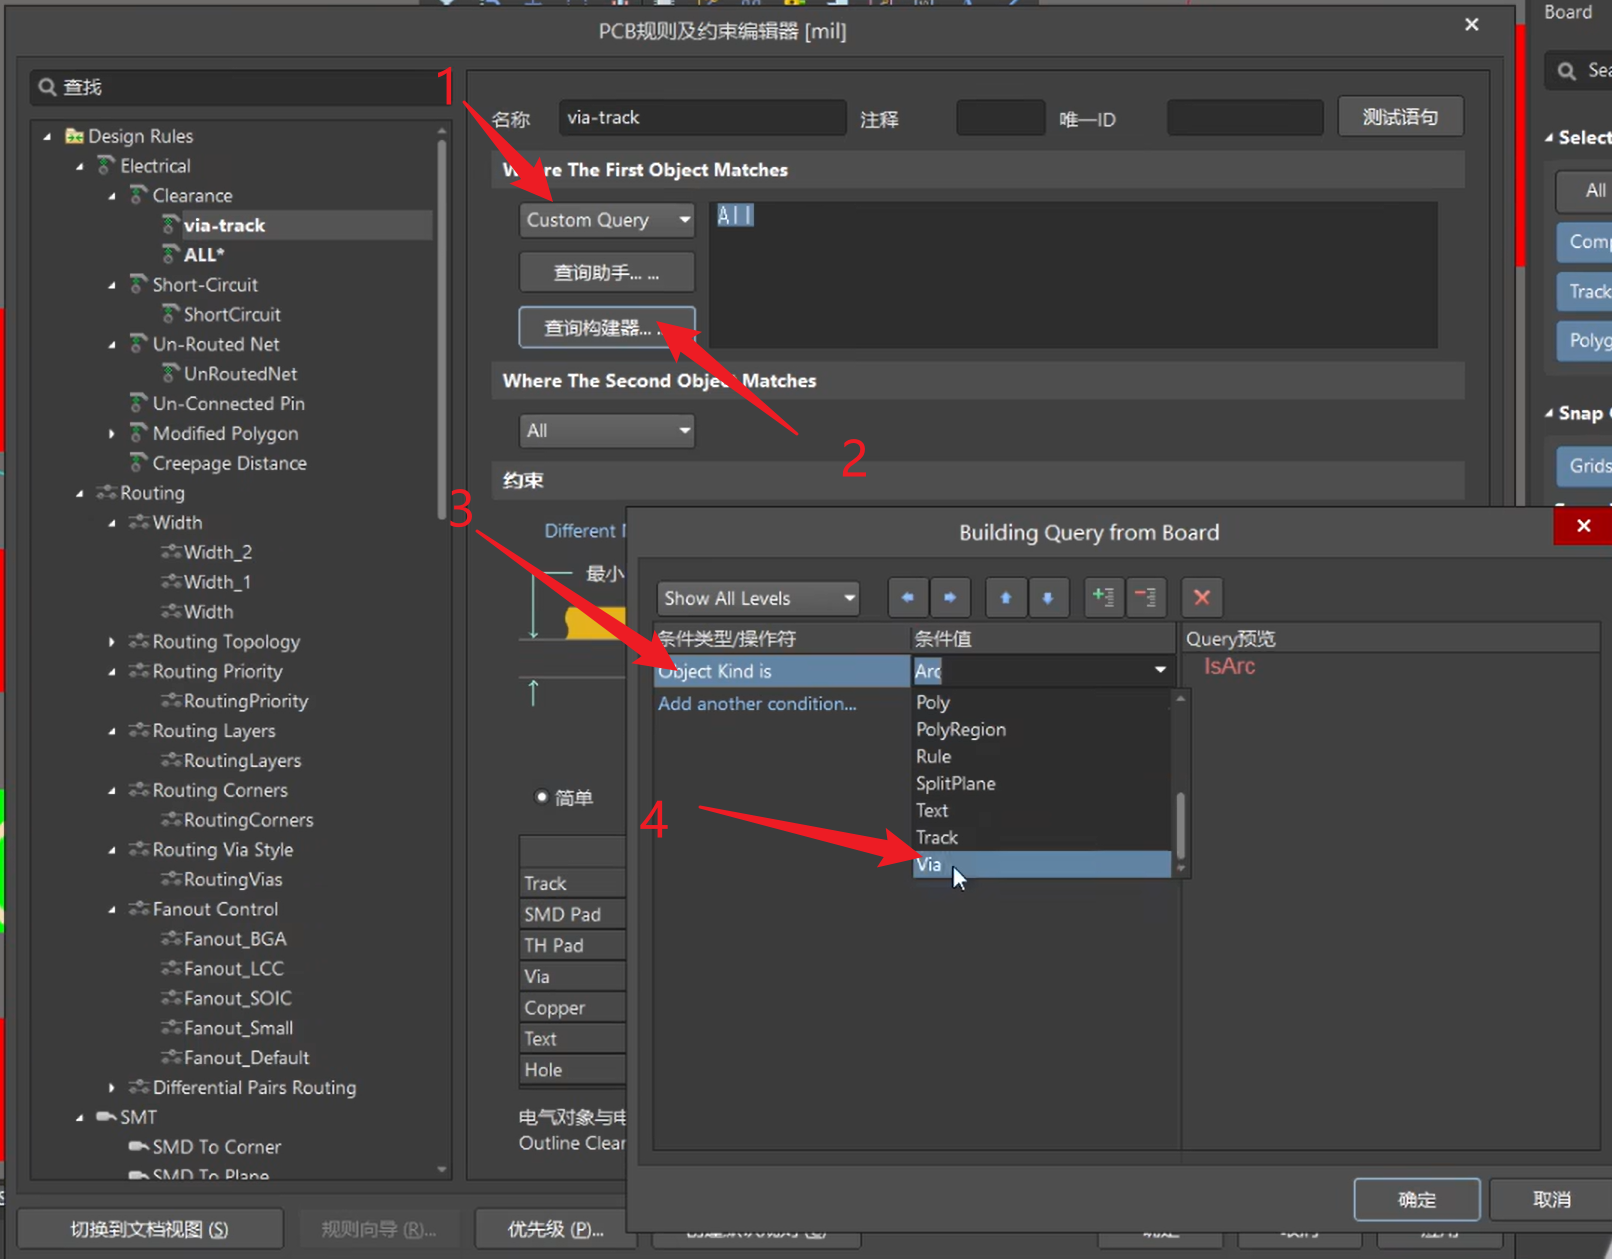 PCB规则及约束编辑器 [mil]
Board
查找
1
Design Rules
Electrical
Clearance
via-track
ALL*
Short-Circuit
ShortCircuit
Un-Routed Net
UnRoutedNet
Un-Connected Pin
Modified Polygon
Creepage Distance
Routing
Width
Width_2
Width_1
Width
Routing Topology
Routing Priority
RoutingPriority
Routing Layers
RoutingLayers
Routing Corners
RoutingCorners
Routing Via Style
RoutingVias
Fanout Control
Fanout_BGA
Fanout_LCC
Fanout_SOIC
Fanout_Small
Fanout_Default
Differential Pairs Routing
SMT
SMD To Corner
SMD To Plane
名称 via-track 注释 唯一ID 测试语句
Where The First Object Matches
Custom Query All
查询助手... ...
查询构建器... ...
Where The Second Object Matches
All
2
约束
3
Different
最小
简单
Track
SMD Pad
TH Pad
Via
Copper
Text
Hole
电气对象与电
Outline Clear
Building Query from Board
Show All Levels
条件类型/操作符 条件值 Query预览
Object Kind is Arc IsArc
Add another condition...
Poly
PolyRegion
Rule
SplitPlane
Text
Track
4
Via
确定 取消
切换到文档视图 (S) 规则向导 (R)... 优先级 (P)...
Sea
Select
All
Comp
Track
Polyg
Snap
Grids